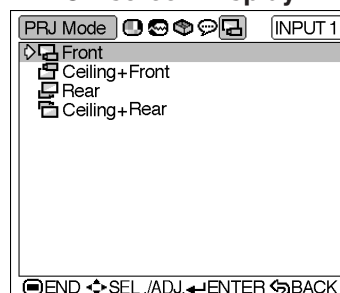 PRJ Mode INPUT 1
Front
Ceiling+Front
Rear
Ceiling+Rear
END SEL./ADJ. ENTER BACK